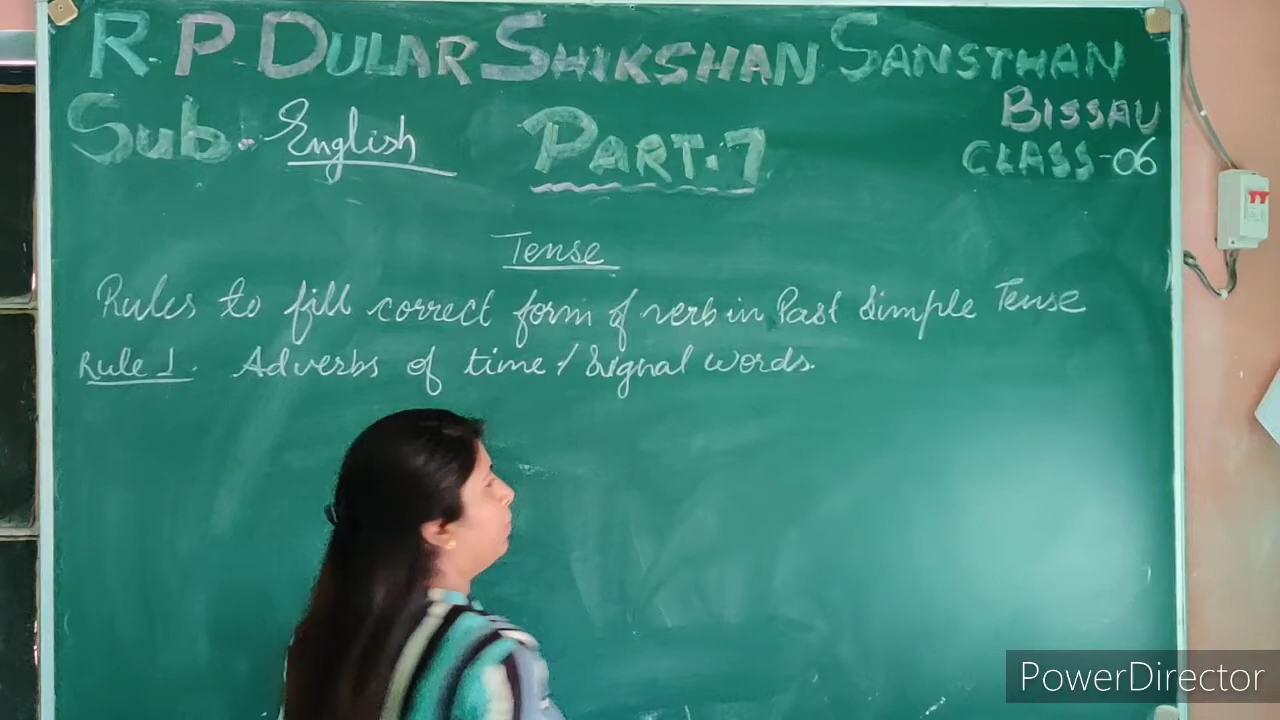 R.P. DULAR SHIKSHAN SANSTHAN
BISSAU
Sub. English PART.7 CLASS-06
Tense
Rules to fill correct form of verb in Past Simple Tense
Rule 1. Adverbs of time / Signal words.
PowerDirector